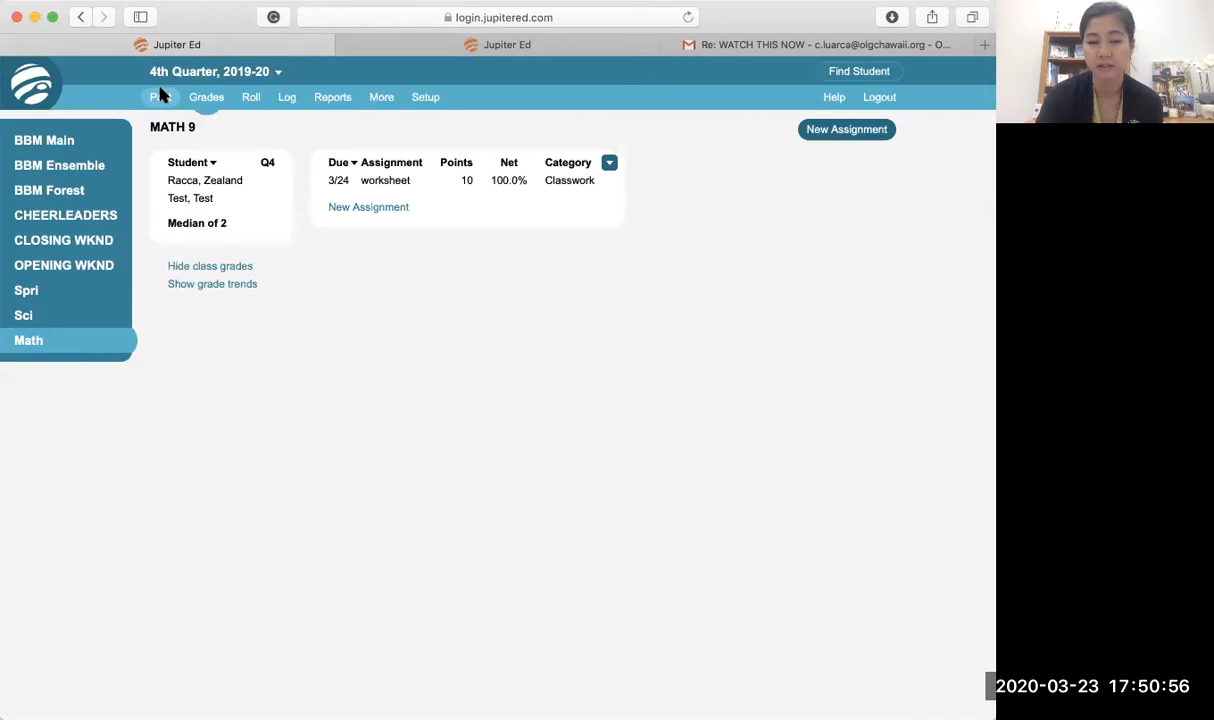 login.jupitered.com
Jupiter Ed
Jupiter Ed
Re: WATCH THIS NOW - c.luarca@olgchawaii.org - O...
4th Quarter, 2019-20
Find Student
Grades Roll Log Reports More Setup
Help Logout
MATH 9
New Assignment
BBM Main
BBM Ensemble
BBM Forest
CHEERLEADERS
CLOSING WKND
OPENING WKND
Spri
Sci
Math
Student Q4
Racca, Zealand
Test, Test
Median of 2
Hide class grades
Show grade trends
Due Assignment Points Net Category
3/24 worksheet 10 100.0% Classwork
New Assignment
2020-03-23 17:50:56